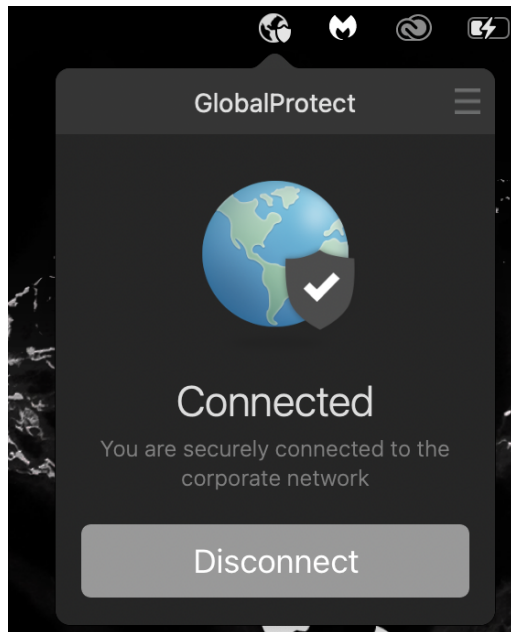 GlobalProtect
Connected
You are securely connected to the
corporate network
Disconnect